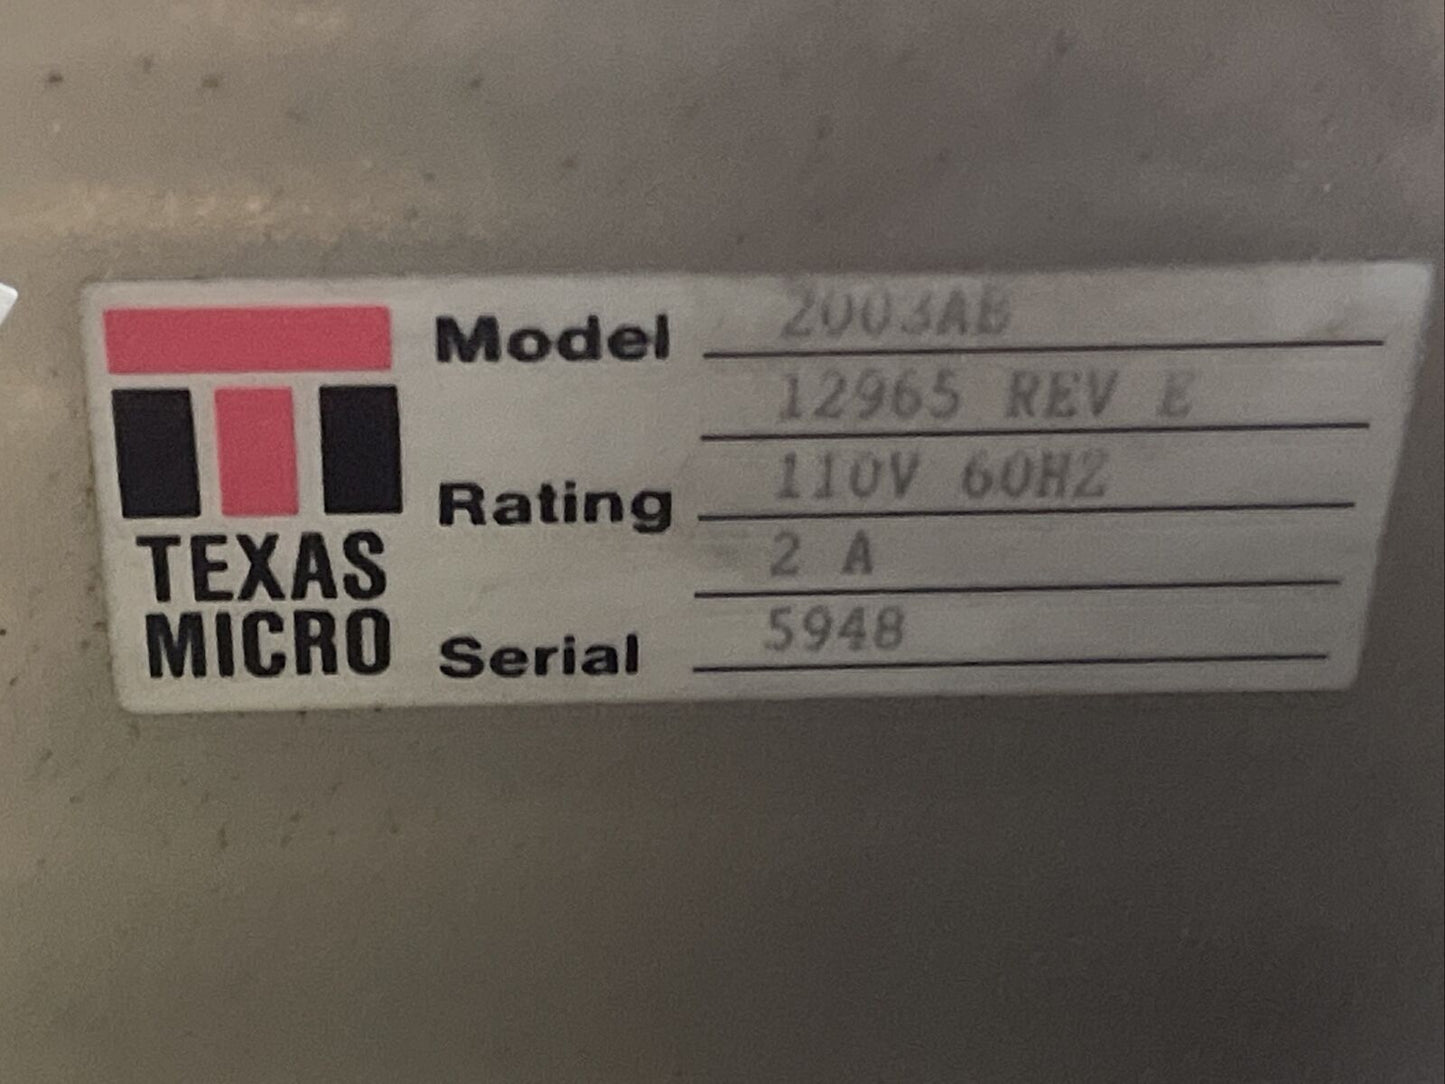 Model 2003AB
12965 REV E
Rating 110V 60HZ
2 A
Serial 5948
TEXAS
MICRO